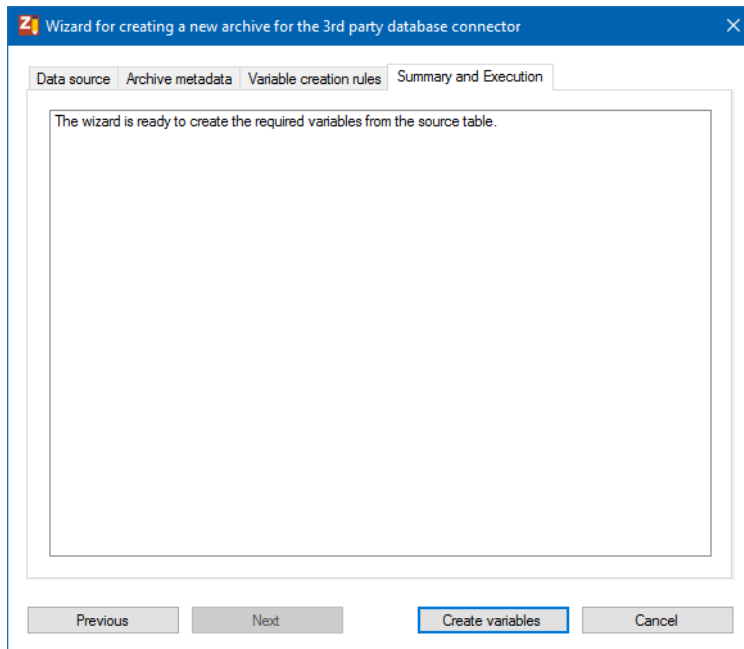 Wizard for creating a new archive for the 3rd party database connector
Data source Archive metadata Variable creation rules Summary and Execution
The wizard is ready to create the required variables from the source table.
Previous Next Create variables Cancel